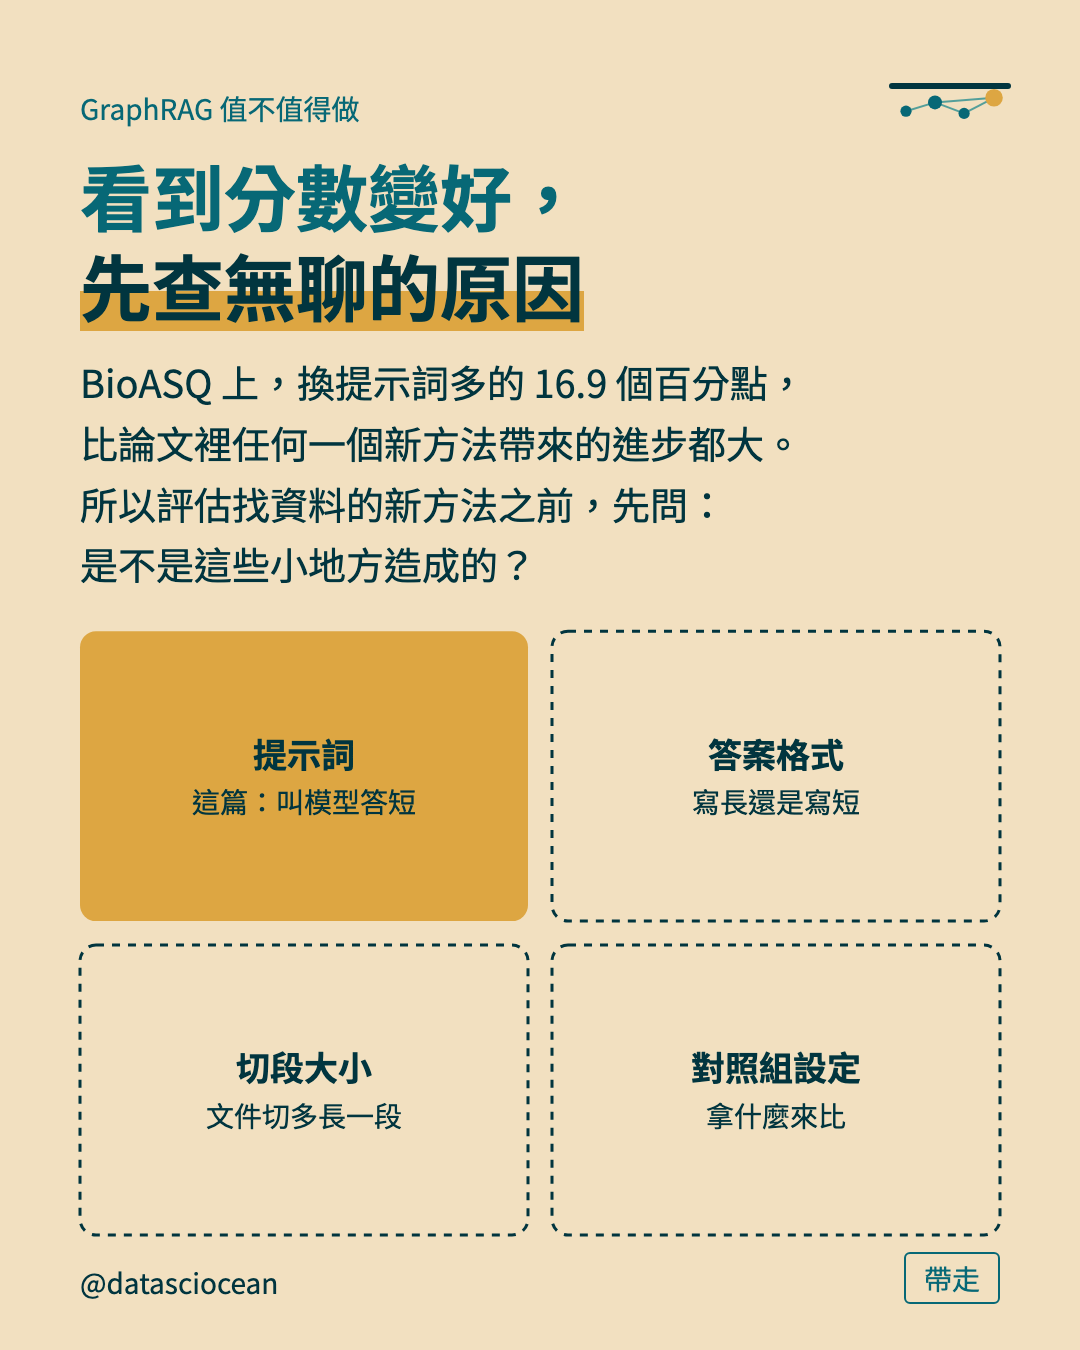 GraphRAG 值不值得做
看到分數變好，
先查無聊的原因
BioASQ 上，換提示詞多的 16.9 個百分點，
比論文裡任何一個新方法帶來的進步都大。
所以評估找資料的新方法之前，先問：
是不是這些小地方造成的？
提示詞
這篇：叫模型答短
答案格式
寫長還是寫短
切段大小
文件切多長一段
對照組設定
拿什麼來比
@datasciocean
帶走